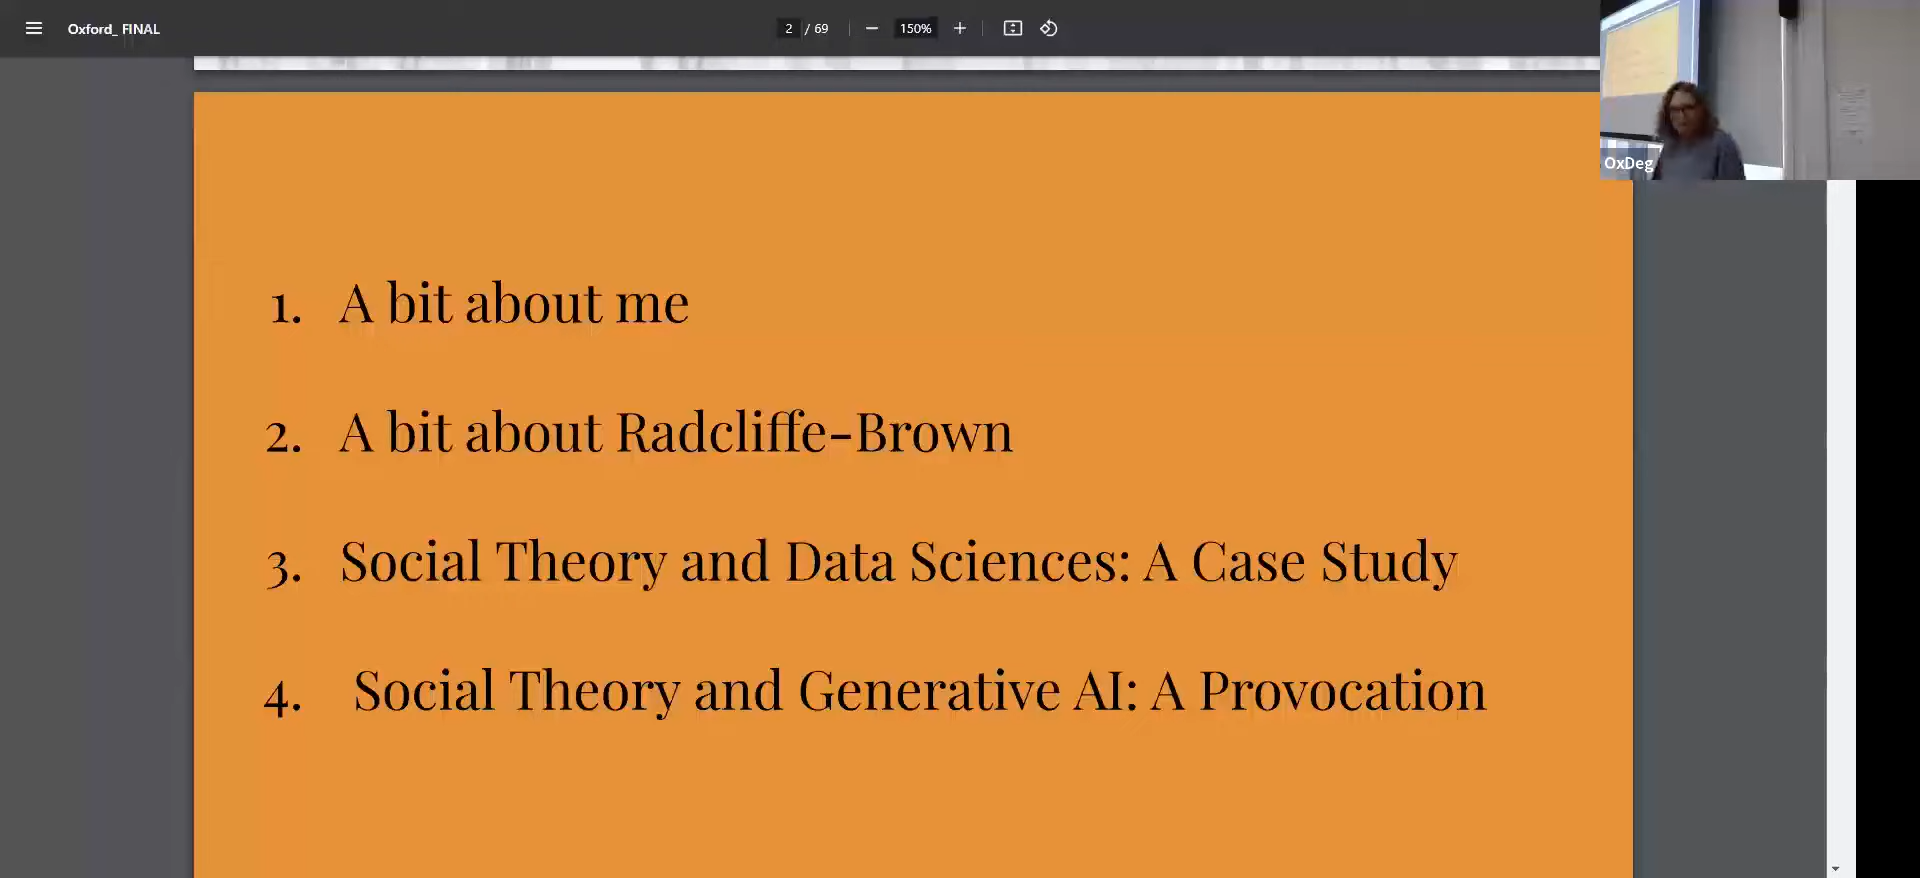 Oxford_ FINAL
2 / 69
150%
OxDeg
1. A bit about me
2. A bit about Radcliffe-Brown
3. Social Theory and Data Sciences: A Case Study
4. Social Theory and Generative AI: A Provocation